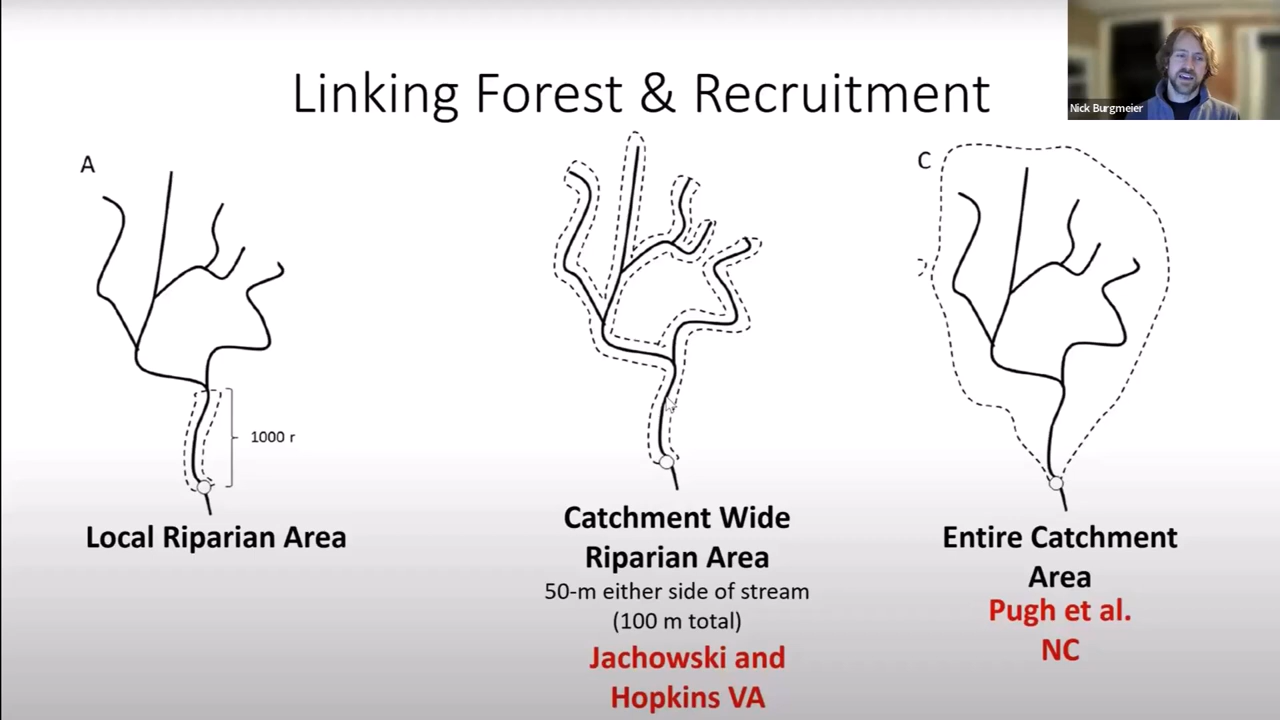 Linking Forest & Recruitment
Nick Burgmeier
A
C
1000 r
Local Riparian Area
Catchment Wide
Riparian Area
50-m either side of stream
(100 m total)
Jachowski and
Hopkins VA
Entire Catchment
Area
Pugh et al.
NC